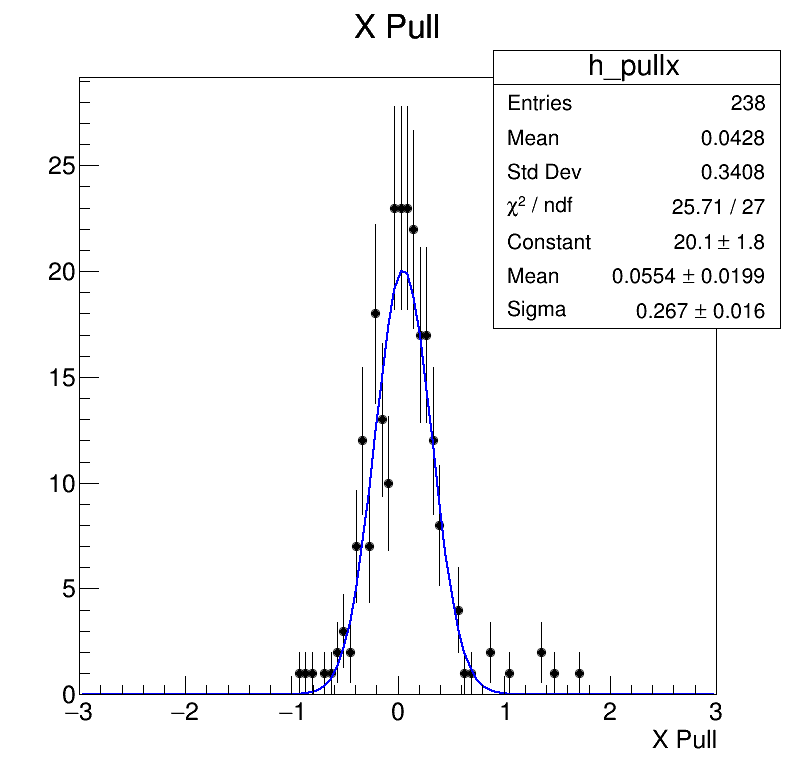 X Pull
h_pullx
Entries 238
Mean 0.0428
Std Dev 0.3408
χ² / ndf 25.71 / 27
Constant 20.1 ± 1.8
Mean 0.0554 ± 0.0199
Sigma 0.267 ± 0.016
25
20
15
10
5
0
−3 −2 −1 0 1 2 3
X Pull